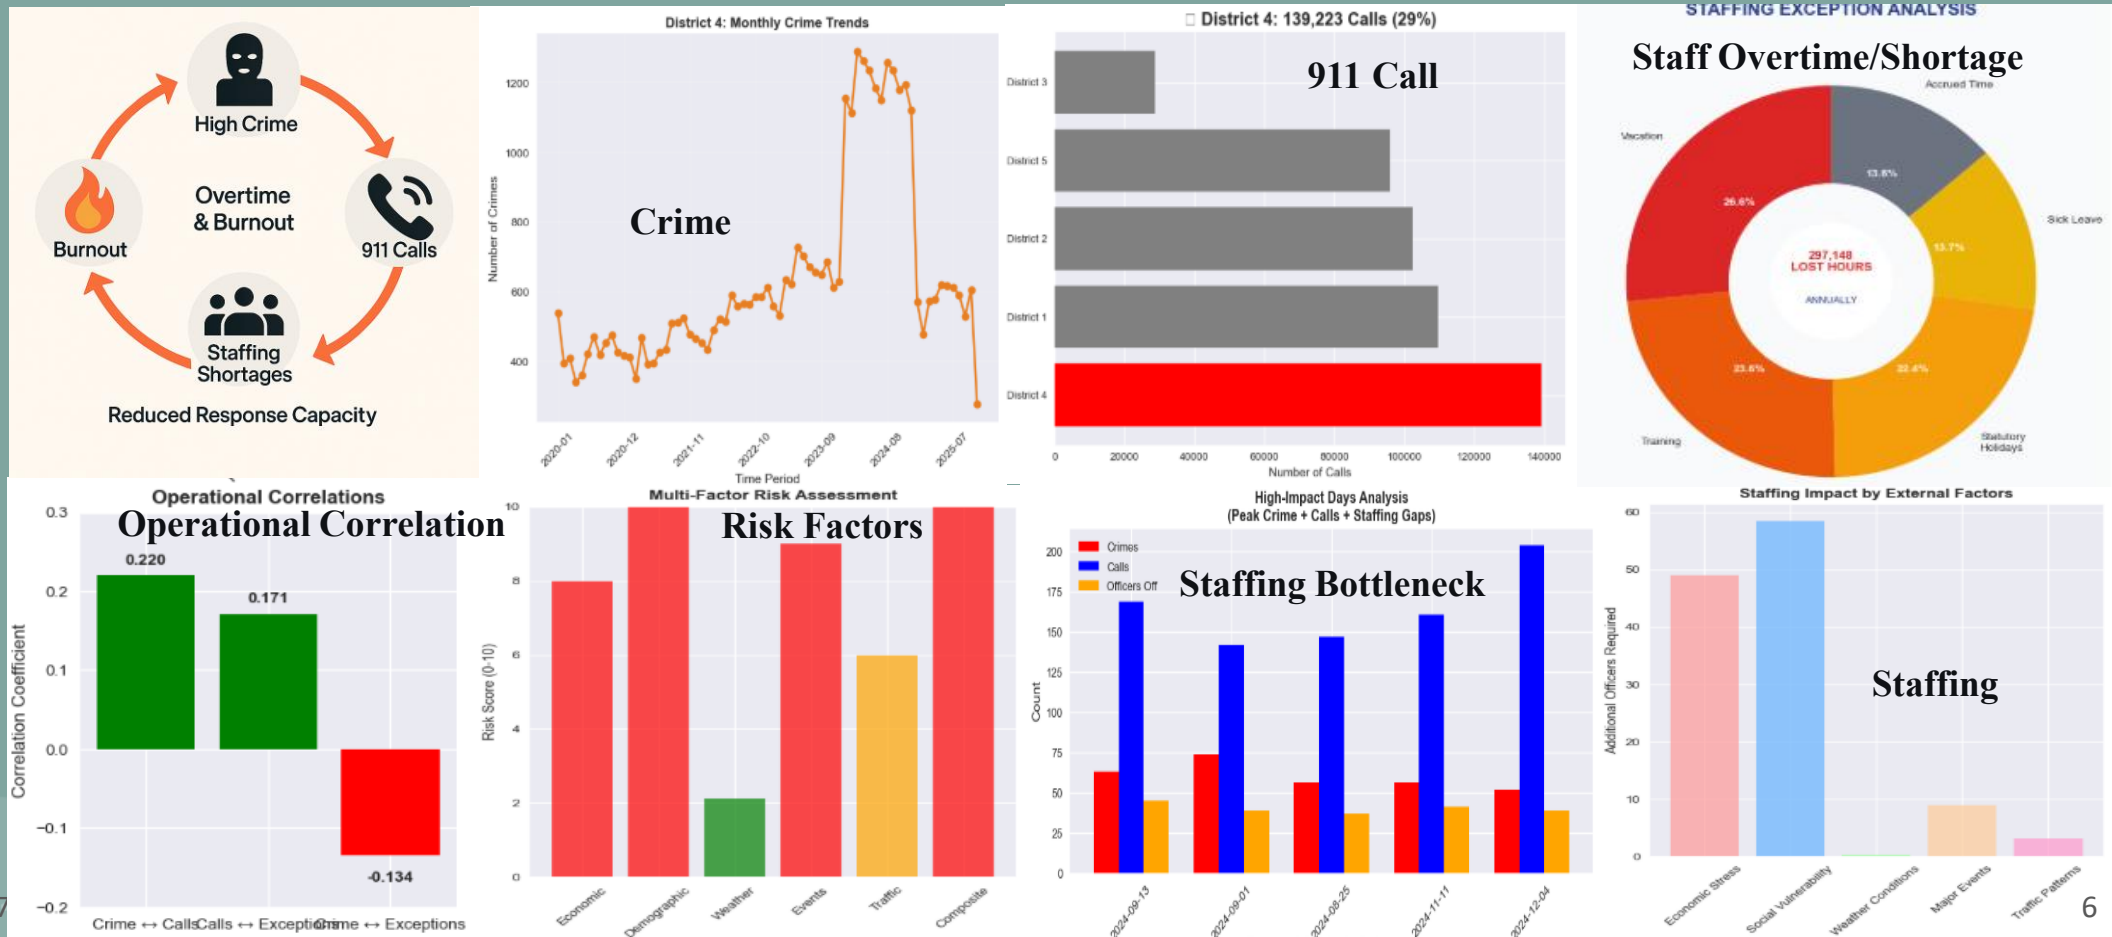 High Crime
Overtime
& Burnout
911 Calls
Burnout
Staffing
Shortages
Reduced Response Capacity
District 4: Monthly Crime Trends
Crime
Number of Crimes
1200
1000
800
600
400
2020-01
2020-12
2021-11
2022-10
2023-09
2024-08
2025-07
Time Period
District 4: 139,223 Calls (29%)
911 Call
District 3
District 5
District 2
District 1
District 4
0
20000
40000
60000
80000
100000
120000
140000
Number of Calls
STAFFING EXCEPTION ANALYSIS
Staff Overtime/Shortage
Accrued Time
Vacation
Sick Leave
13.8%
26.6%
13.7%
297,148
LOST HOURS
ANNUALLY
23.6%
22.4%
Training
Statutory
Holidays
Operational Correlations
Operational Correlation
Correlation Coefficient
0.3
0.2
0.1
0.0
−0.1
−0.2
0.220
0.171
-0.134
Crime ↔ Calls
Calls ↔ Exceptions
Crime ↔ Exceptions
Multi-Factor Risk Assessment
Risk Factors
Risk Score (0-10)
10
8
6
4
2
0
Economic
Demographic
Weather
Events
Traffic
Composite
High-Impact Days Analysis
(Peak Crime + Calls + Staffing Gaps)
Crimes
Calls
Officers Off
Staffing Bottleneck
Count
200
175
150
125
100
75
50
25
0
2024-09-13
2024-09-01
2024-08-25
2024-11-11
2024-12-04
Staffing Impact by External Factors
Staffing
Additional Officers Required
60
50
40
30
20
10
0
Economic Stress
Social Vulnerability
Weather Conditions
Major Events
Traffic Patterns
7
6